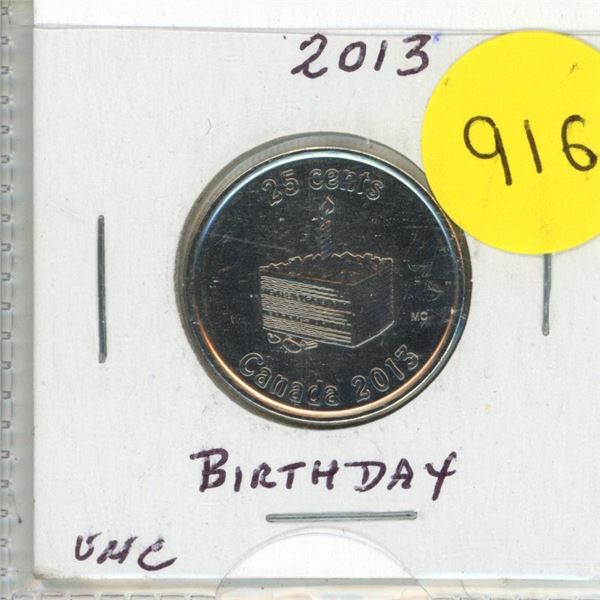 2013
916
25 cents
MC
Canada 2013
BIRTHDAY
UNC